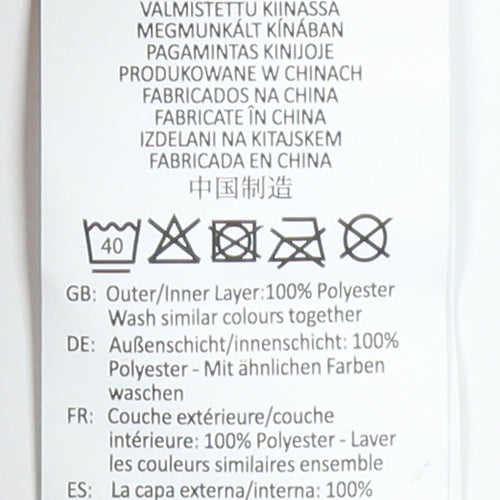 VALMISTETTU KIINASSA
MEGMUNKÁLT KÍNÁBAN
PAGAMINTAS KINIJOJE
PRODUKOWANE W CHINACH
FABRICADOS NA CHINA
FABRICATE ÎN CHINA
IZDELANI NA KITAJSKEM
FABRICADA EN CHINA
中国制造
40
GB: Outer/Inner Layer:100% Polyester
Wash similar colours together
DE: Außenschicht/innenschicht: 100%
Polyester - Mit ähnlichen Farben
waschen
FR: Couche extérieure/couche
intérieure: 100% Polyester - Laver
les couleurs similaires ensemble
ES: La capa externa/interna: 100%